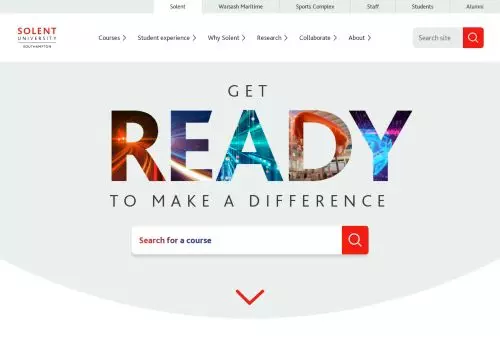 Solent
Warsash Maritime
Sports Complex
Staff
Students
Alumni
SOLENT
UNIVERSITY
SOUTHAMPTON
Courses
Student experience
Why Solent
Research
Collaborate
About
Search site
GET
READY
TO MAKE A DIFFERENCE
Search for a course